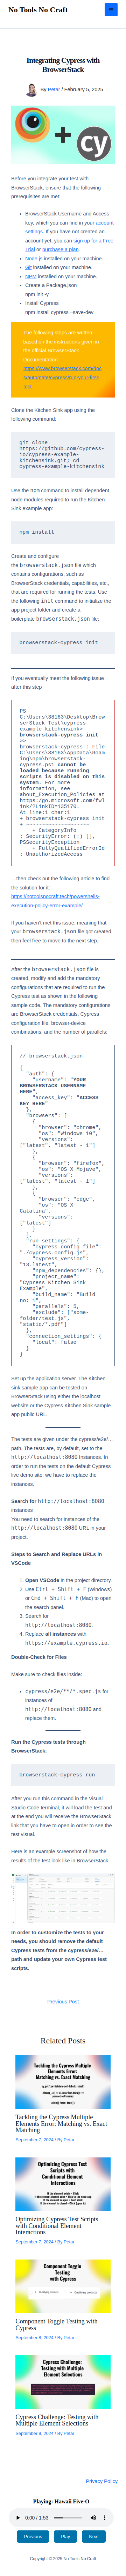 No Tools No Craft
Integrating Cypress with
BrowserStack
By Petar / February 5, 2025
cy
Before you integrate your first test with
BrowserStack, ensure that the following
prerequisites are met:
BrowserStack Username and Access
Key, which you can find in your account
settings. If you have not created an
account yet, you can sign up for a Free
Trial or purchase a plan.
Node js installed on your machine.
Git installed on your machine.
NPM installed on your machine.
Create a Package.json
npm init -y
Install Cypress
npm install cypress --save-dev
The following steps are written
based on the instructions given in
the official BrowserStack
Documentation:
Clone the Kitchen Sink app using the
following command:
git clone
https://github.com/cypress-
io/cypress-example-
kitchensink.git; cd
cypress-example-kitchensink
Use the npm command to install dependent
node modules required to run the Kitchen
Sink example app:
npm install
Create and configure
the browserstack.json file which
contains configurations, such as
BrowserStack credentials, capabilities, etc.,
that are required for running the tests. Use
the following init command to initialize the
app project folder and create a
boilerplate browserstack.json file:
browserstack-cypress init
If you eventually meet the following issue
after this step
PS
C:\Users\38163\Desktop\Brow
serStack Test\cypress-
example-kitchensink>
browserstack-cypress init
>>
browserstack-cypress : File
C:\Users\38163\AppData\Roam
ing\npm\browserstack-
cypress.ps1 cannot be
loaded because running
scripts is disabled on this
system. For more
information, see
about_Execution_Policies at
https:/go.microsoft.com/fwl
ink/?LinkID=135170.
At line:1 char:1
+ browserstack-cypress init
+ ~~~~~~~~~~~~~~~~~~~~
+ CategoryInfo
: SecurityError: (:) [],
PSSecurityException
+ FullyQualifiedErrorId
: UnauthorizedAccess
…then check the following article to find
the solution for it:
https://notoolsnocraft.tech/powershells-
execution-policy-error-example/
If you haven't met this issue, meaning that
your browserstack.json file got created,
then feel free to move to the next step.
After the browserstack.json file is
created, modify and add the mandatory
configurations that are required to run your
Cypress test as shown in the following
sample code. The mandatory configurations
are BrowserStack credentials, Cypress
configuration file, browser-device
combinations, and the number of parallels:
// browserstack.json
{
"auth": {
"username": "YOUR
BROWSERSTACK USERNAME
HERE",
"access_key": "ACCESS
KEY HERE"
},
"browsers": [
{
"browser": "chrome",
"os": "Windows 10",
"versions":
["latest", "latest - 1"]
},
{
"browser": "firefox",
"os": "OS X Mojave",
"versions":
["latest", "latest - 1"]
},
{
"browser": "edge",
"os": "OS X
Catalina",
"versions":
["latest"]
}
],
"run_settings": {
"cypress_config_file":
"./cypress.config.js",
"cypress_version":
"13.latest",
"npm_dependencies": {},
"project_name":
"Cypress Kitchen Sink
Example",
"build_name": "Build
no: 1",
"parallels": 5,
"exclude": ["some-
folder/test.js",
"static/*.pdf"]
},
"connection_settings": {
"local": false
}
}
Set up the application server. The Kitchen
sink sample app can be tested on
BrowserStack using either the localhost
website or the Cypress Kitchen Sink sample
app public URL.
The tests are given under the cypress/e2e/...
path. The tests are, by default, set to the
http://localhost:8080 instances. In
order to run the tests on the default Cypress
live demo site, we have to replace the
instances.
Search for http://localhost:8080
instances
You need to search for instances of the
http://localhost:8080 URL in your
project.
Steps to Search and Replace URLs in
VSCode
1. Open VSCode in the project directory.
2. Use Ctrl + Shift + F (Windows)
or Cmd + Shift + F (Mac) to open
the search panel.
3. Search for
http://localhost:8080.
4. Replace all instances with
https://example.cypress.io.
Double-Check for Files
Make sure to check files inside:
cypress/e2e/**/*.spec.js for
instances of
http://localhost:8080 and
replace them.
Run the Cypress tests through
BrowserStack:
browserstack-cypress run
After you run this command in the Visual
Studio Code terminal, it will load the test and
at the end you will see the BrowserStack
link that you have to open in order to see the
test visual
Here is an example screenshot of how the
results of the test look like in BrowserStack:
In order to customize the tests to your
needs, you should remove the default
Cypress tests from the cypress/e2e/...
path and update your own Cypress test
scripts.
Previous Post
Related Posts
Tackling the Cypress Multiple
Elements Error: Matching vs. Exact
Matching
September 7, 2024 / By Petar
Optimizing Cypress Test Scripts
with Conditional Element
Interactions
September 7, 2024 / By Petar
Component Toggle Testing with
Cypress
September 8, 2024 / By Petar
Cypress Challenge: Testing with
Multiple Element Selections
September 9, 2024 / By Petar
Privacy Policy
Playing: Hawaii Five-O
0:00 / 1:53
Previous Play Next
Copyright © 2025 No Tools No Craft